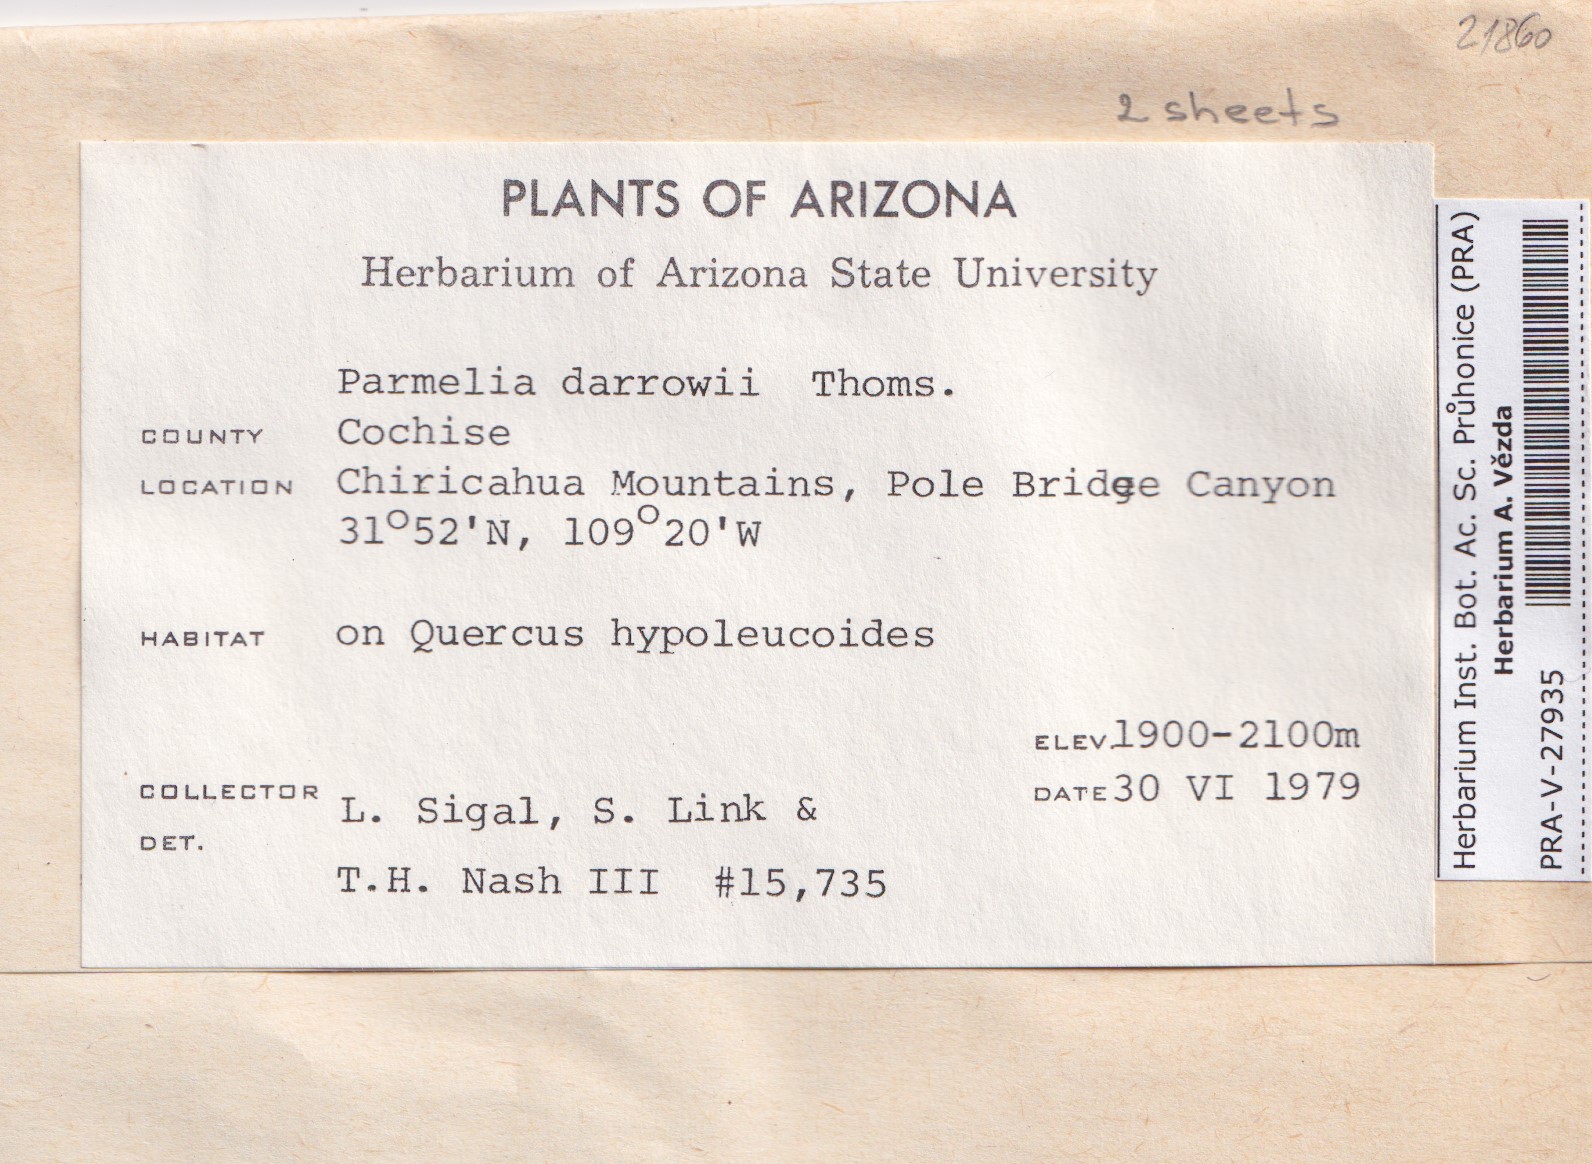 21860
2 sheets
PLANTS OF ARIZONA
Herbarium of Arizona State University
Parmelia darrowii Thoms.
COUNTY Cochise
LOCATION Chiricahua Mountains, Pole Bridge Canyon
31°52'N, 109°20'W
HABITAT on Quercus hypoleucoides
ELEV. 1900-2100m
DATE 30 VI 1979
COLLECTOR L. Sigal, S. Link &
DET.
T.H. Nash III #15,735
Herbarium Inst. Bot. Ac. Sc. Průhonice (PRA)
Herbarium A. Vězda
PRA-V-27935